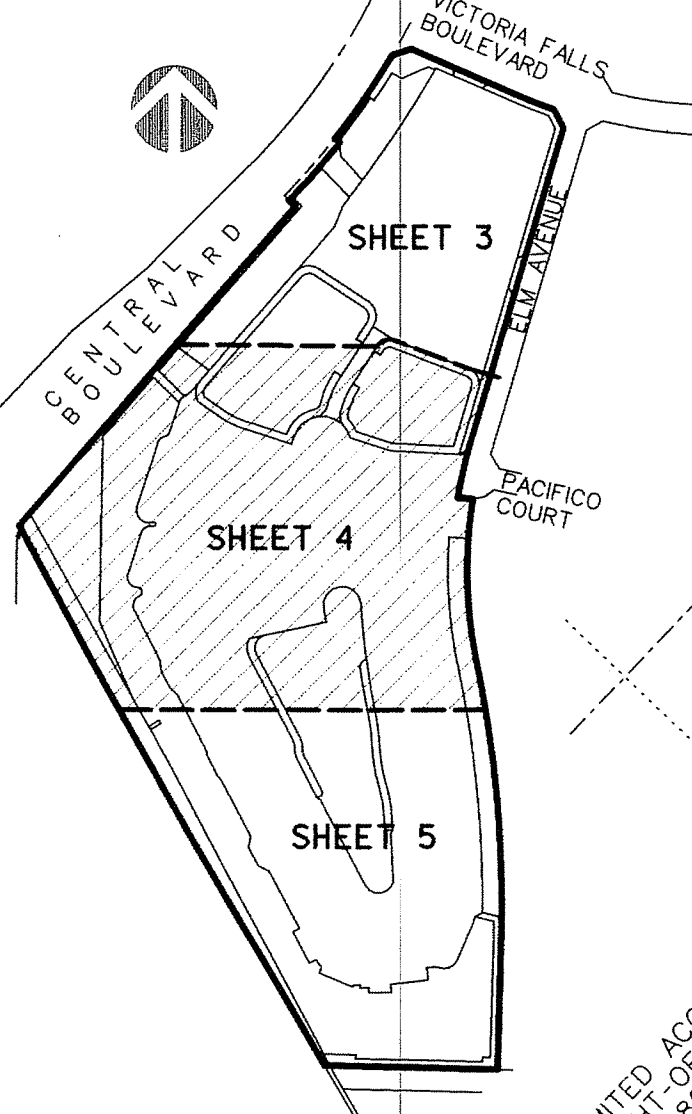 VICTORIA FALLS
BOULEVARD
SHEET 3
ELM AVENUE
CENTRAL
BOULEVARD
PACIFICO
COURT
SHEET 4
SHEET 5